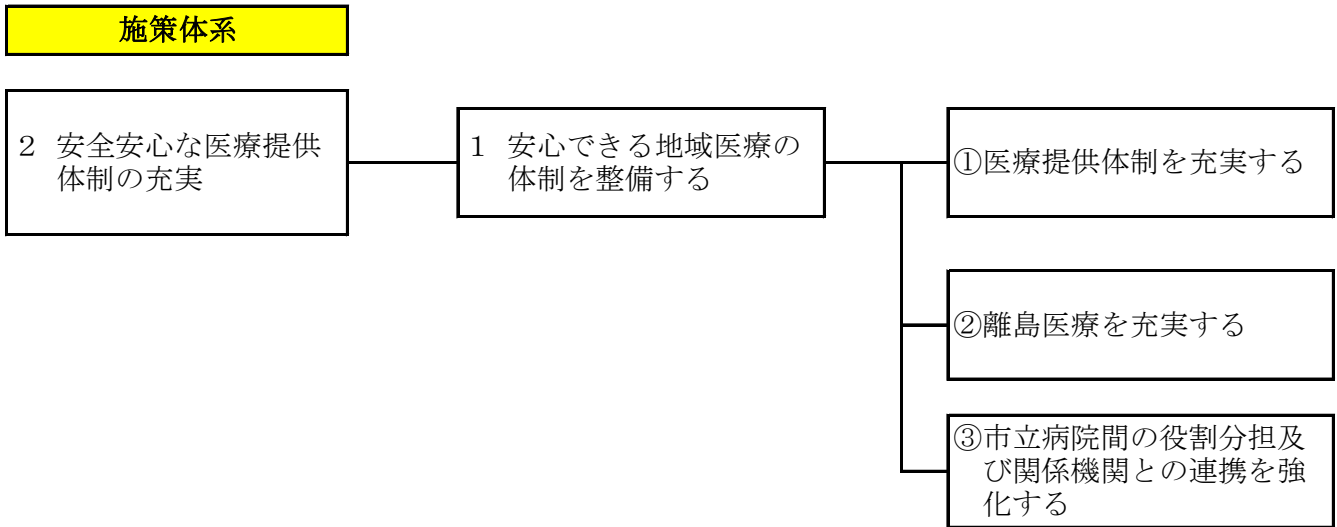 施策体系
２ 安全安心な医療提供
体制の充実
１ 安心できる地域医療の
体制を整備する
①医療提供体制を充実する
②離島医療を充実する
③市立病院間の役割分担及
び関係機関との連携を強
化する